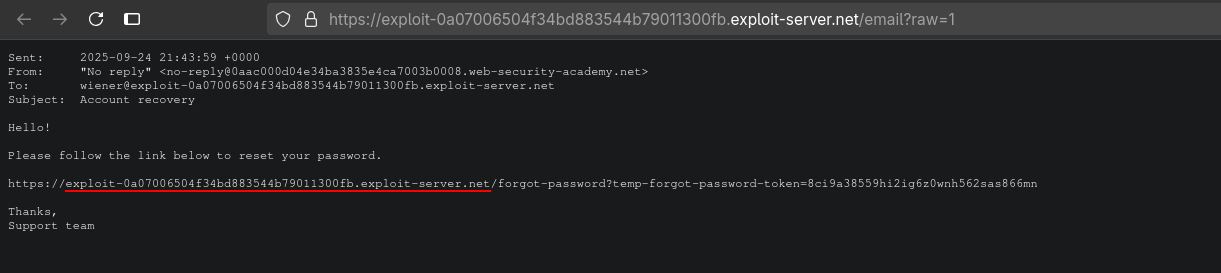 https://exploit-0a07006504f34bd883544b79011300fb.exploit-server.net/email?raw=1
Sent: 2025-09-24 21:43:59 +0000
From: "No reply" <no-reply@0aac000d04e34ba3835e4ca7003b0008.web-security-academy.net>
To: wiener@exploit-0a07006504f34bd883544b79011300fb.exploit-server.net
Subject: Account recovery
Hello!
Please follow the link below to reset your password.
https://exploit-0a07006504f34bd883544b79011300fb.exploit-server.net/forgot-password?temp-forgot-password-token=8ci9a38559hi2ig6z0wnh562sas866mn
Thanks,
Support team